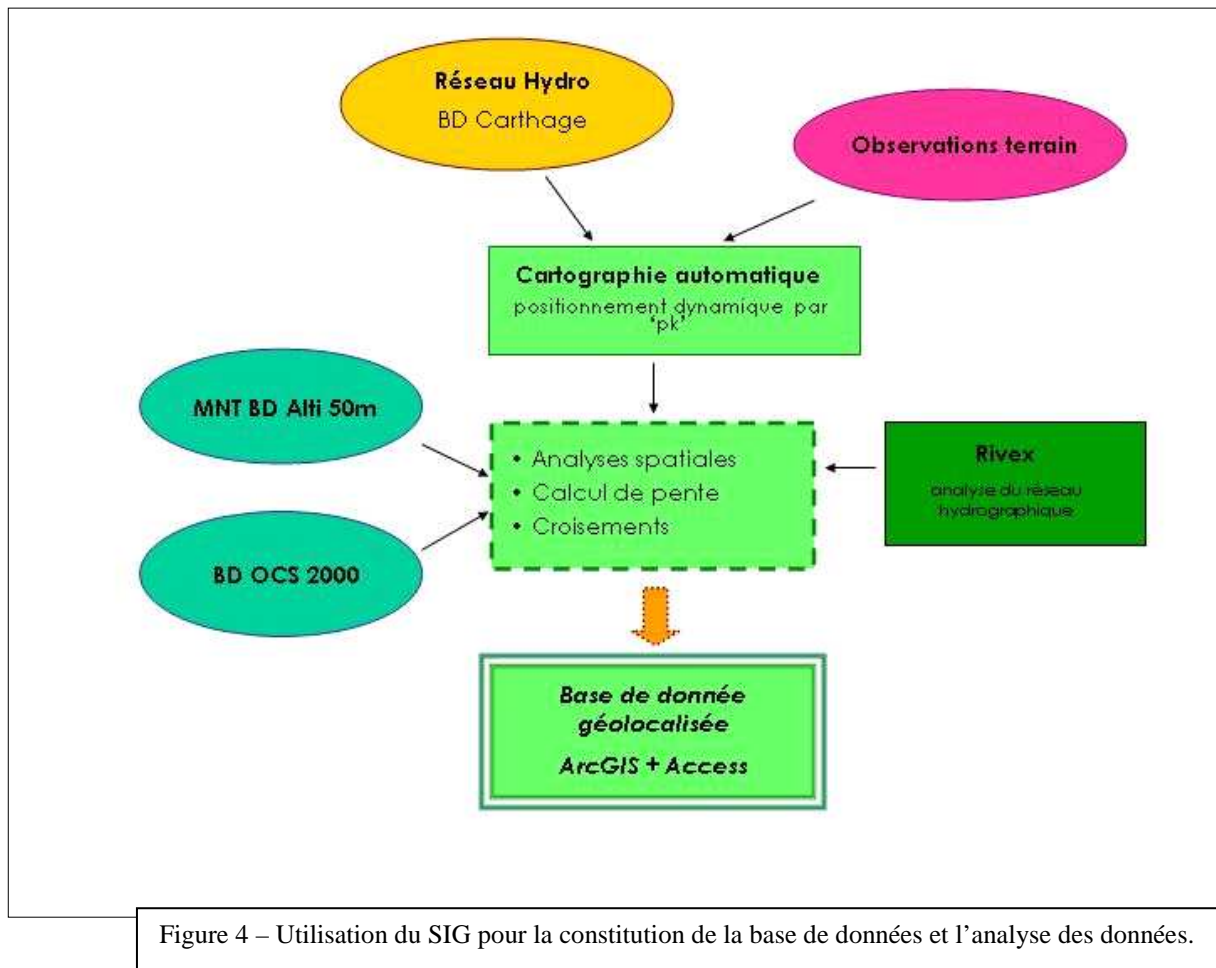 Réseau Hydro
BD Carthage
Observations terrain
Cartographie automatique
positionnement dynamique par
'pk'
MNT BD Alti 50m
• Analyses spatiales
• Calcul de pente
• Croisements
Rivex
analyse du réseau
hydrographique
BD OCS 2000
Base de donnée
géolocalisée
ArcGIS + Access
Figure 4 – Utilisation du SIG pour la constitution de la base de données et l'analyse des données.